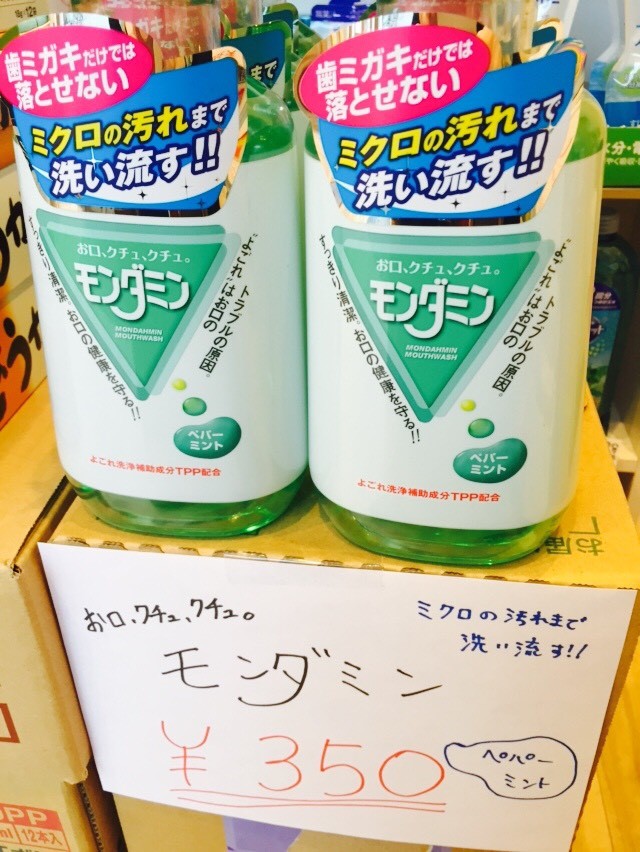 歯ミガキだけでは
落とせない
ミクロの汚れまで
洗い流す!!
お口、クチュ、クチュ。
モンダミン
MONDAHMIN
MOUTHWASH
すっきり清潔。お口の健康を守る!!
"よごれ"はお口の
トラブルの原因。
ペパー
ミント
よごれ洗浄補助成分TPP配合
歯ミガキだけでは
落とせない
ミクロの汚れまで
洗い流す!!
お口、クチュ、クチュ。
モンダミン
MONDAHMIN
MOUTHWASH
すっきり清潔。お口の健康を守る!!
"よごれ"はお口の
トラブルの原因。
ペパー
ミント
よごれ洗浄補助成分TPP配合
お口、クチュ、クチュ。
ミクロの汚れまで
洗い流す!!
モンダミン
¥350
ペパー
ミント
12本入